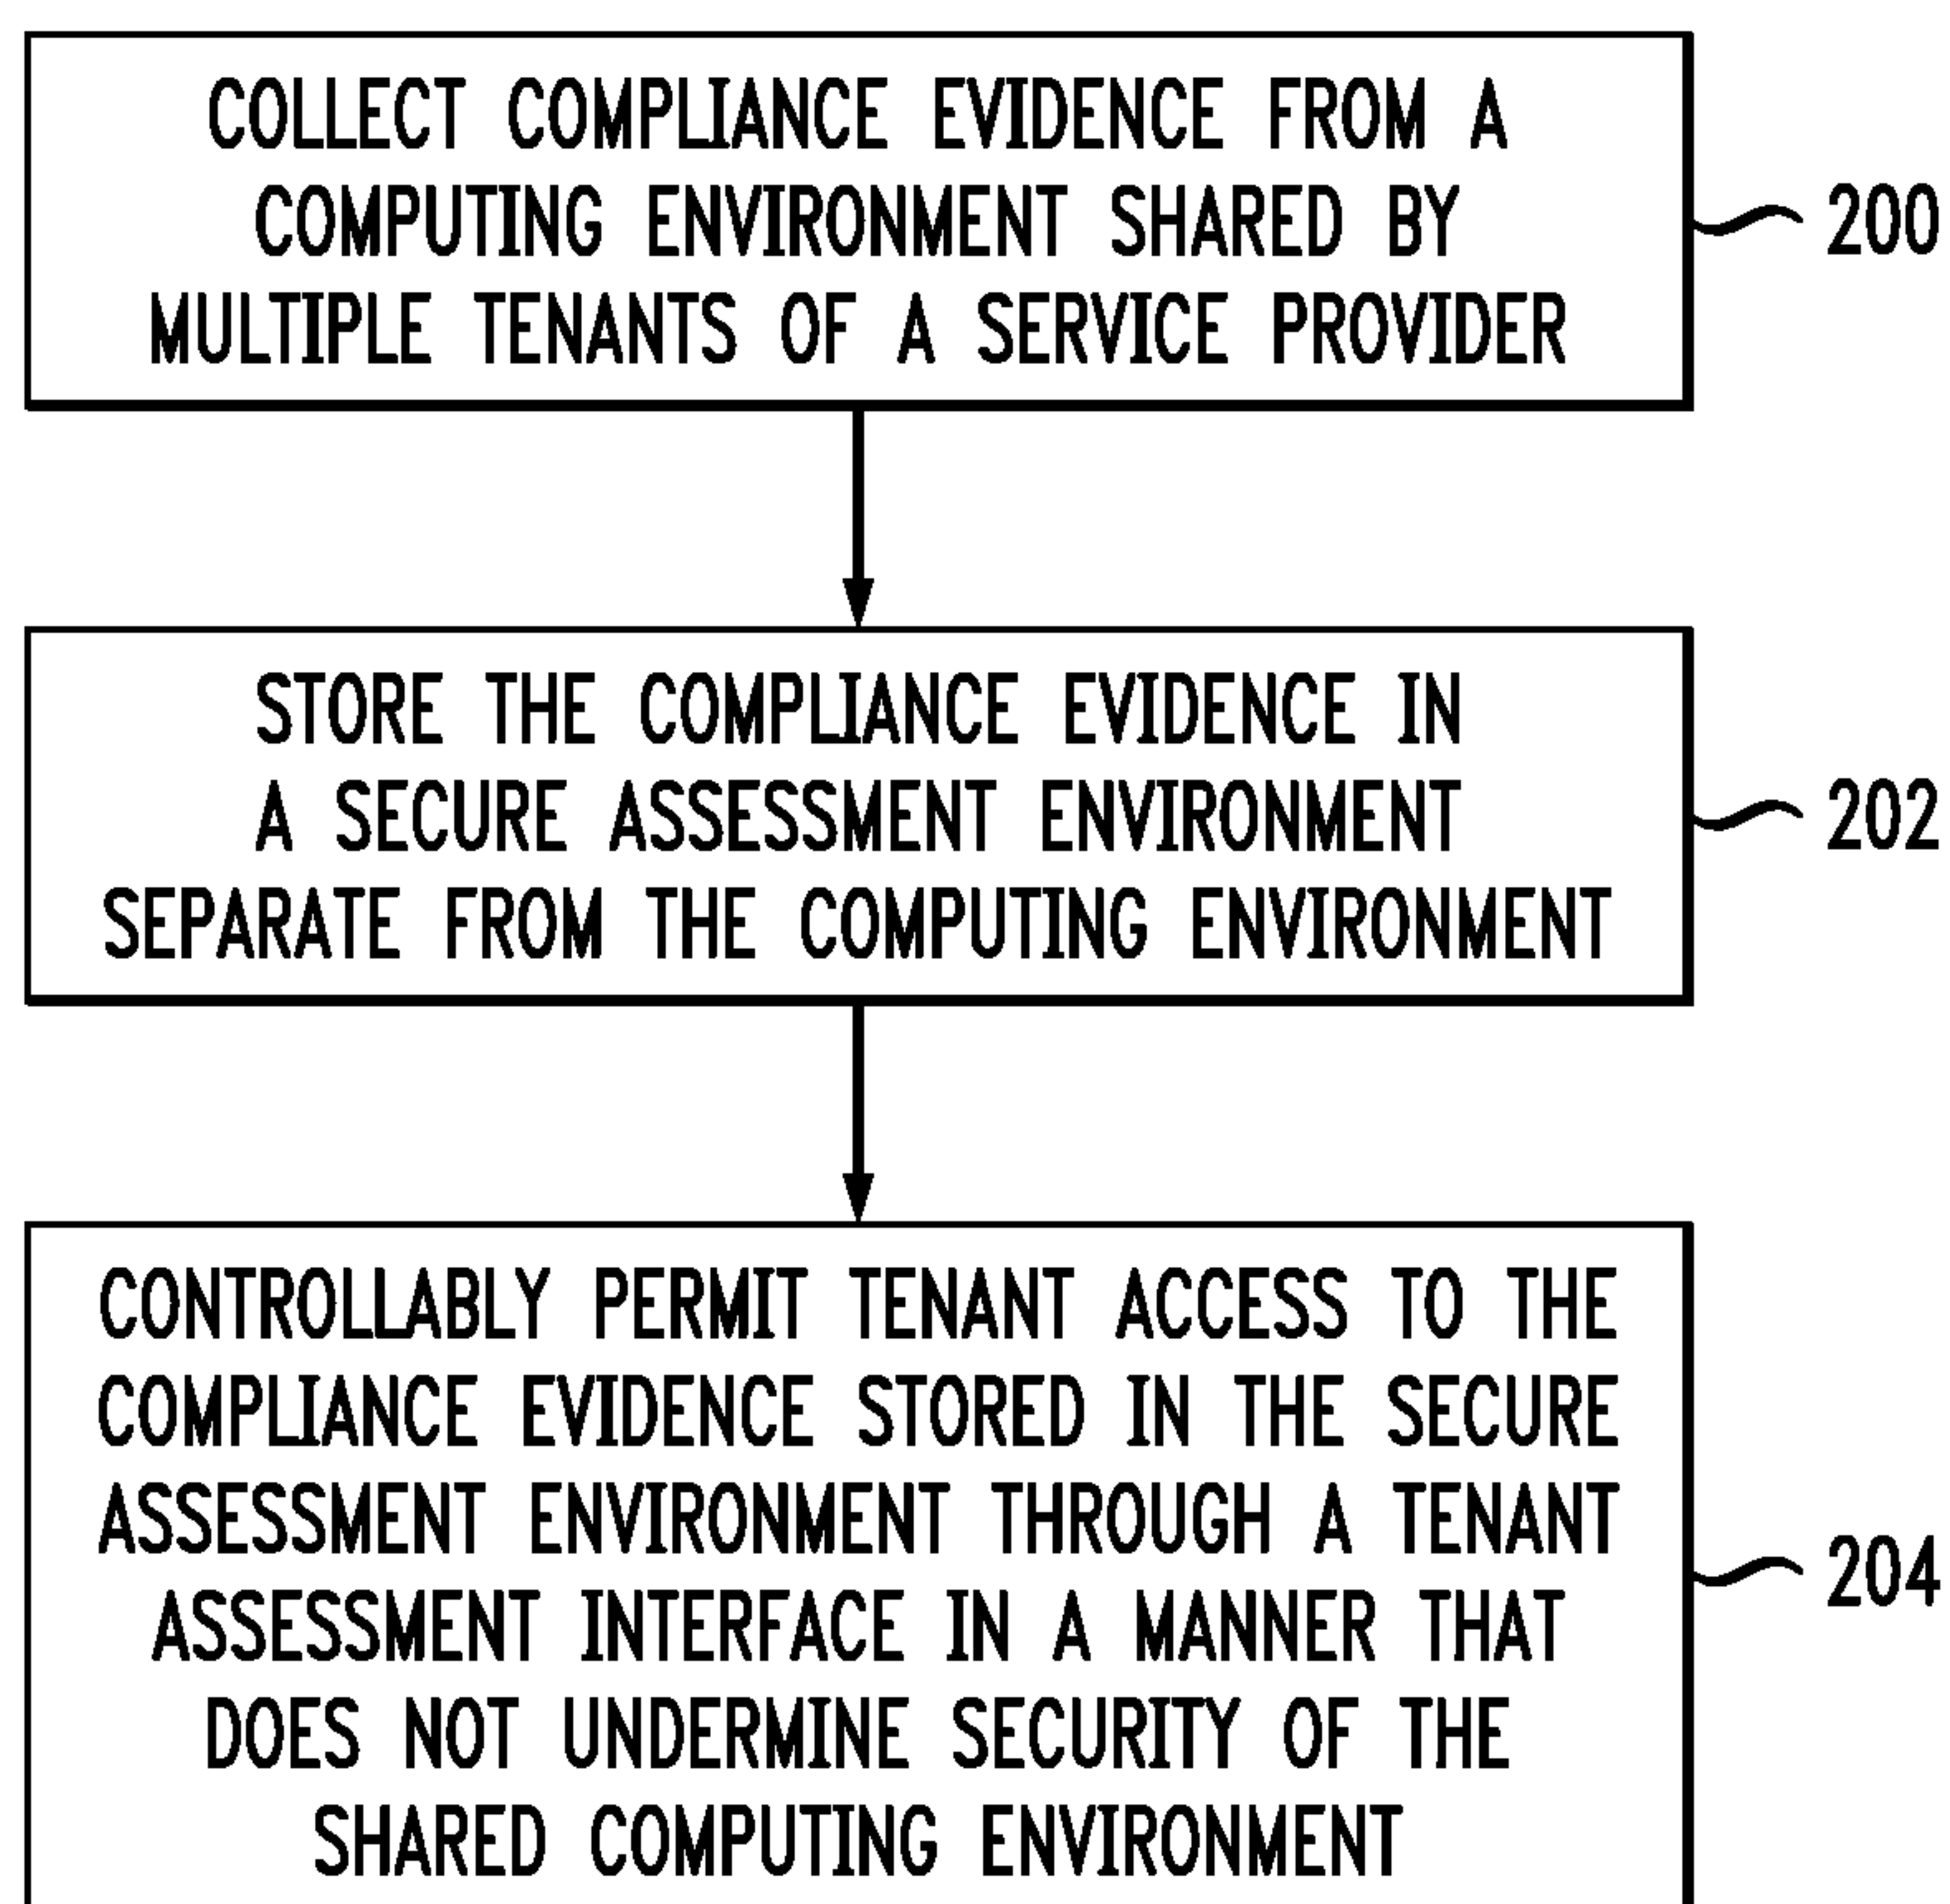 COLLECT COMPLIANCE EVIDENCE FROM A
COMPUTING ENVIRONMENT SHARED BY
MULTIPLE TENANTS OF A SERVICE PROVIDER
200
STORE THE COMPLIANCE EVIDENCE IN
A SECURE ASSESSMENT ENVIRONMENT
SEPARATE FROM THE COMPUTING ENVIRONMENT
202
CONTROLLABLY PERMIT TENANT ACCESS TO THE
COMPLIANCE EVIDENCE STORED IN THE SECURE
ASSESSMENT ENVIRONMENT THROUGH A TENANT
ASSESSMENT INTERFACE IN A MANNER THAT
DOES NOT UNDERMINE SECURITY OF THE
SHARED COMPUTING ENVIRONMENT
204